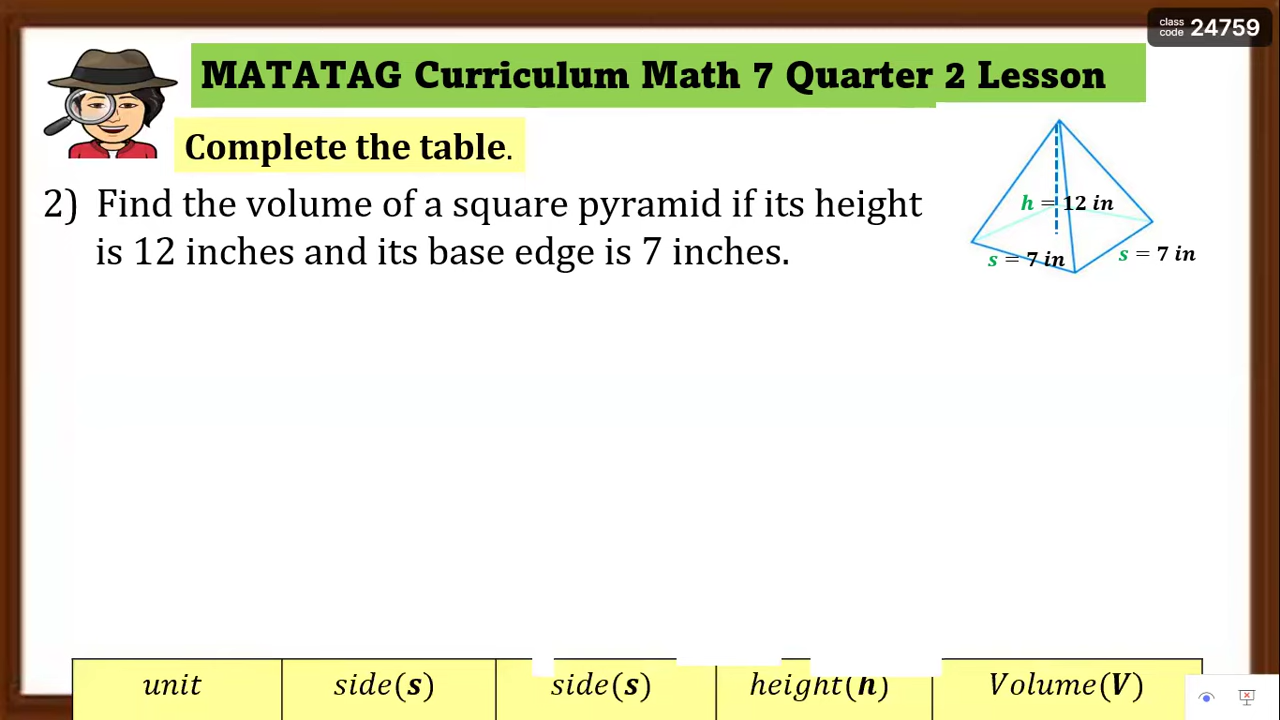 class code 24759
MATATAG Curriculum Math 7 Quarter 2 Lesson
Complete the table.
2) Find the volume of a square pyramid if its height
is 12 inches and its base edge is 7 inches.
h = 12 in
s = 7 in
s = 7 in
unit side(s) side(s) height(h) Volume(V)